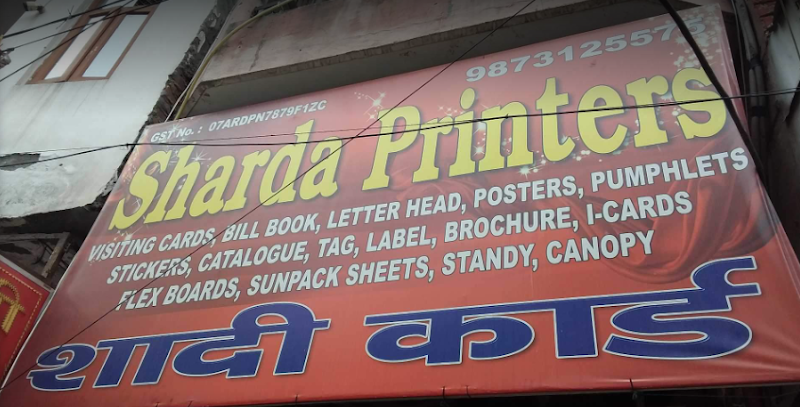 GST No. : 07ARDPN7879F1ZC
9873125575
Sharda Printers
VISITING CARDS, BILL BOOK, LETTER HEAD, POSTERS, PUMPHLETS
STICKERS, CATALOGUE, TAG, LABEL, BROCHURE, I-CARDS
FLEX BOARDS, SUNPACK SHEETS, STANDY, CANOPY
शादी कार्ड